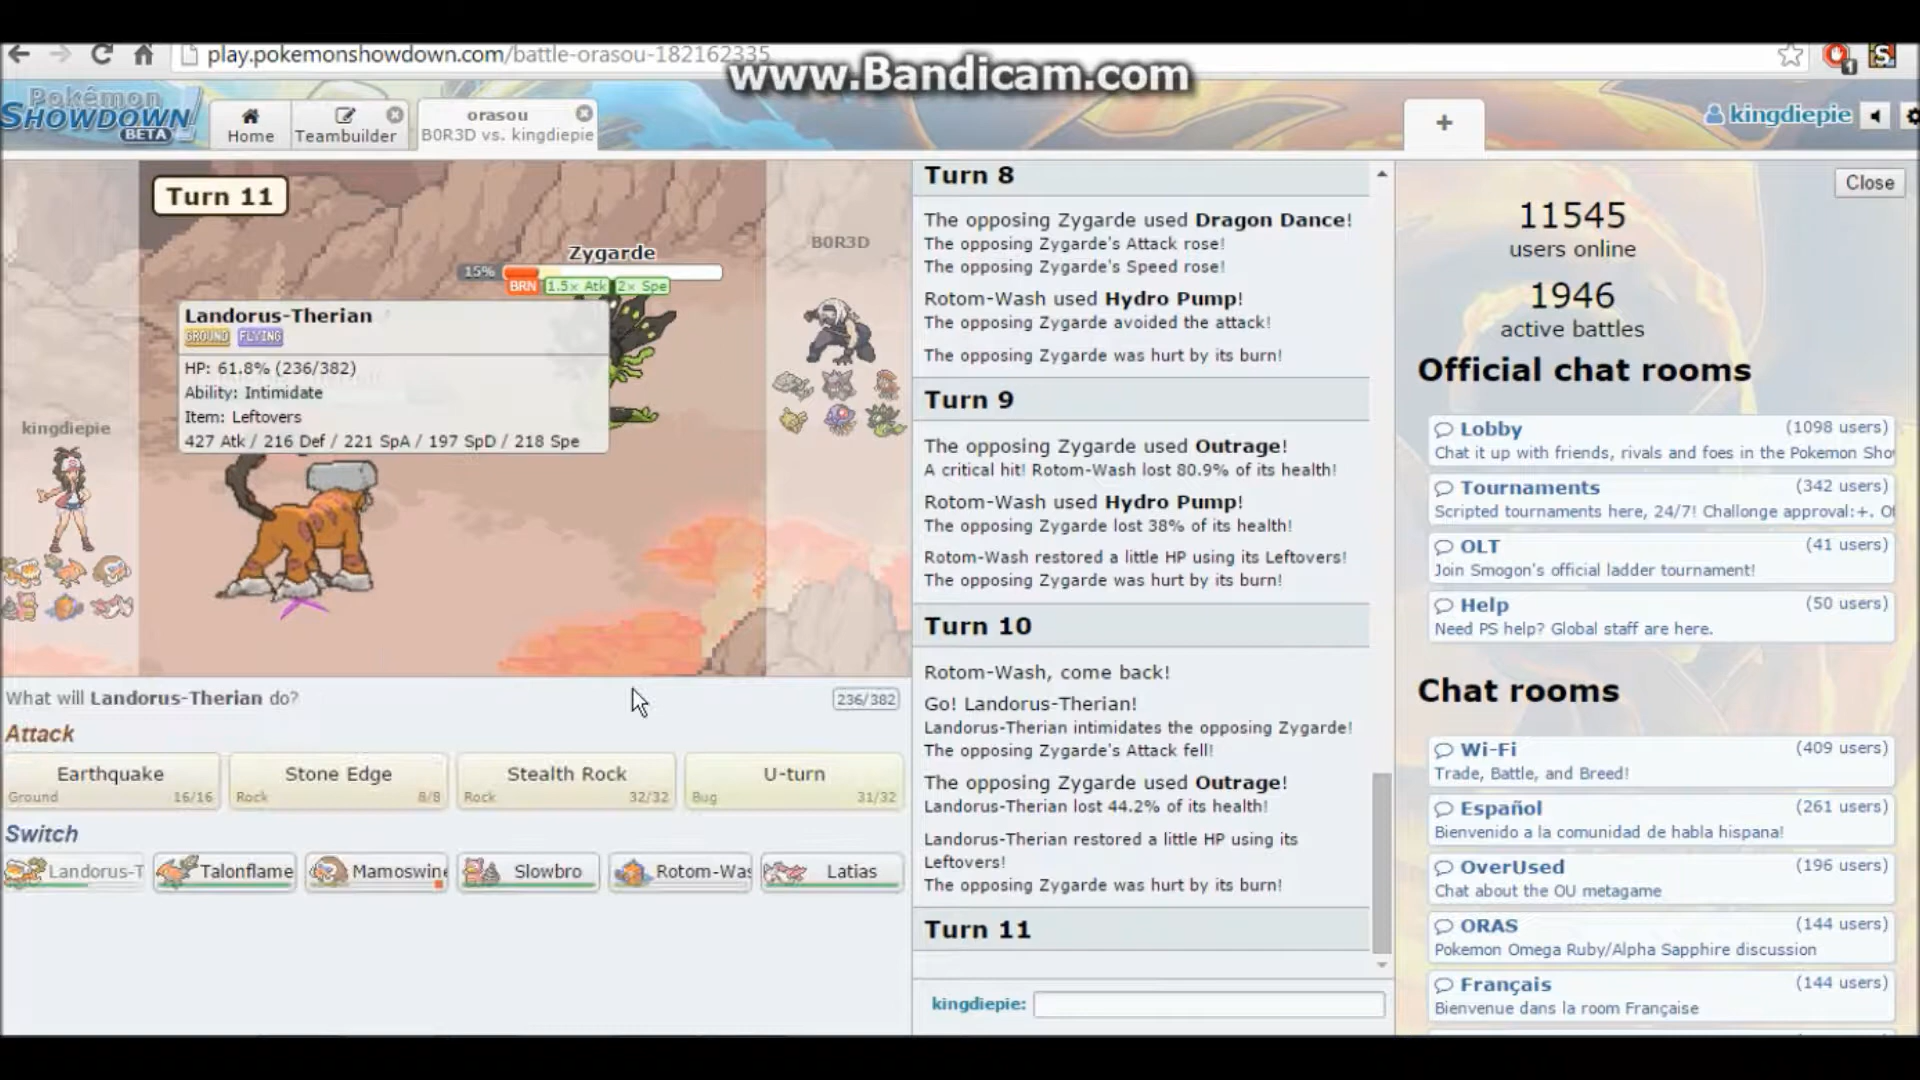 play.pokemonshowdown.com/battle-orasou-182162335
www.Bandicam.com
1
Pokémon
SHOWDOWN
BETA
Home
Teambuilder
orasou
B0R3D vs. kingdiepie
+
kingdiepie
Turn 11
Zygarde
15%
BRN 1.5× Atk 2× Spe
B0R3D
kingdiepie
Landorus-Therian
GROUND FLYING
HP: 61.8% (236/382)
Ability: Intimidate
Item: Leftovers
427 Atk / 216 Def / 221 SpA / 197 SpD / 218 Spe
What will Landorus-Therian do?
236/382
Attack
Earthquake
Ground 16/16
Stone Edge
Rock 8/8
Stealth Rock
Rock 32/32
U-turn
Bug 31/32
Switch
Landorus-T
Talonflame
Mamoswine
Slowbro
Rotom-Was
Latias
Turn 8
The opposing Zygarde used Dragon Dance!
The opposing Zygarde's Attack rose!
The opposing Zygarde's Speed rose!
Rotom-Wash used Hydro Pump!
The opposing Zygarde avoided the attack!
The opposing Zygarde was hurt by its burn!
Turn 9
The opposing Zygarde used Outrage!
A critical hit! Rotom-Wash lost 80.9% of its health!
Rotom-Wash used Hydro Pump!
The opposing Zygarde lost 38% of its health!
Rotom-Wash restored a little HP using its Leftovers!
The opposing Zygarde was hurt by its burn!
Turn 10
Rotom-Wash, come back!
Go! Landorus-Therian!
Landorus-Therian intimidates the opposing Zygarde!
The opposing Zygarde's Attack fell!
The opposing Zygarde used Outrage!
Landorus-Therian lost 44.2% of its health!
Landorus-Therian restored a little HP using its
Leftovers!
The opposing Zygarde was hurt by its burn!
Turn 11
kingdiepie:
Close
11545
users online
1946
active battles
Official chat rooms
Lobby (1098 users)
Chat it up with friends, rivals and foes in the Pokemon Sho
Tournaments (342 users)
Scripted tournaments here, 24/7! Challonge approval:+. O
OLT (41 users)
Join Smogon's official ladder tournament!
Help (50 users)
Need PS help? Global staff are here.
Chat rooms
Wi-Fi (409 users)
Trade, Battle, and Breed!
Español (261 users)
Bienvenido a la comunidad de habla hispana!
OverUsed (196 users)
Chat about the OU metagame
ORAS (144 users)
Pokemon Omega Ruby/Alpha Sapphire discussion
Français (144 users)
Bienvenue dans la room Française